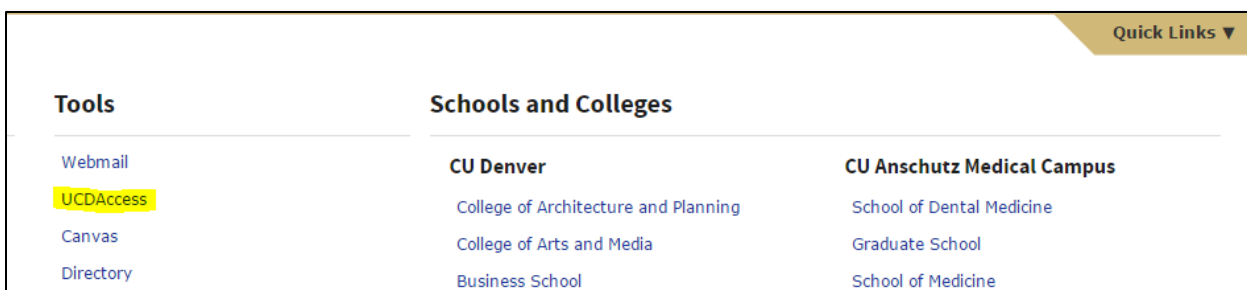 Quick Links ▼
Tools
Schools and Colleges
Webmail
UCDAccess
Canvas
Directory
CU Denver
College of Architecture and Planning
College of Arts and Media
Business School
CU Anschutz Medical Campus
School of Dental Medicine
Graduate School
School of Medicine